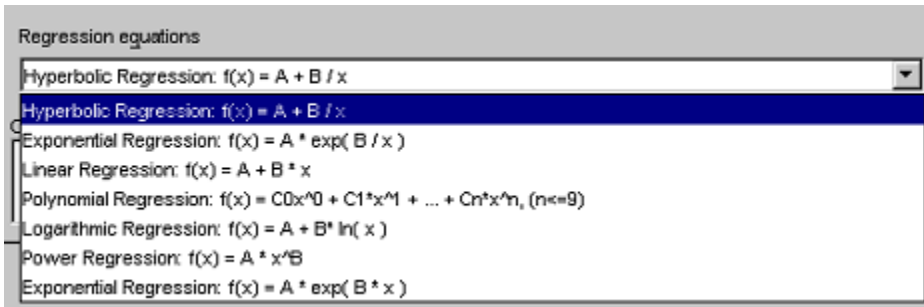 Regression equations
Hyperbolic Regression: f(x) = A + B / x
Hyperbolic Regression: f(x) = A + B / x
Exponential Regression: f(x) = A * exp( B / x )
Linear Regression: f(x) = A + B * x
Polynomial Regression: f(x) = C0x^0 + C1*x^1 + ... + Cn*x^n, (n<=9)
Logarithmic Regression: f(x) = A + B* ln( x )
Power Regression: f(x) = A * x^B
Exponential Regression: f(x) = A * exp( B * x )